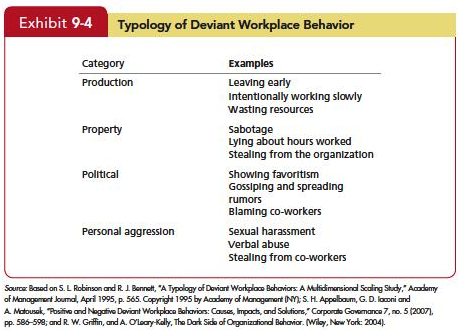 Exhibit 9-4 Typology of Deviant Workplace Behavior
Category Examples
Production Leaving early
Intentionally working slowly
Wasting resources
Property Sabotage
Lying about hours worked
Stealing from the organization
Political Showing favoritism
Gossiping and spreading
rumors
Blaming co-workers
Personal aggression Sexual harassment
Verbal abuse
Stealing from co-workers
Source: Based on S. L. Robinson and R. J. Bennett, "A Typology of Deviant Workplace Behaviors: A Multidimensional Scaling Study," Academy
of Management Journal, April 1995, p. 565. Copyright 1995 by Academy of Management (NY); S. H. Appelbaum, G. D. Iaconi and
A. Matousek, "Positive and Negative Deviant Workplace Behaviors: Causes, Impacts, and Solutions," Corporate Governance 7, no. 5 (2007),
pp. 586–598; and R. W. Griffin, and A. O'Leary-Kelly, The Dark Side of Organizational Behavior. (Wiley, New York: 2004).